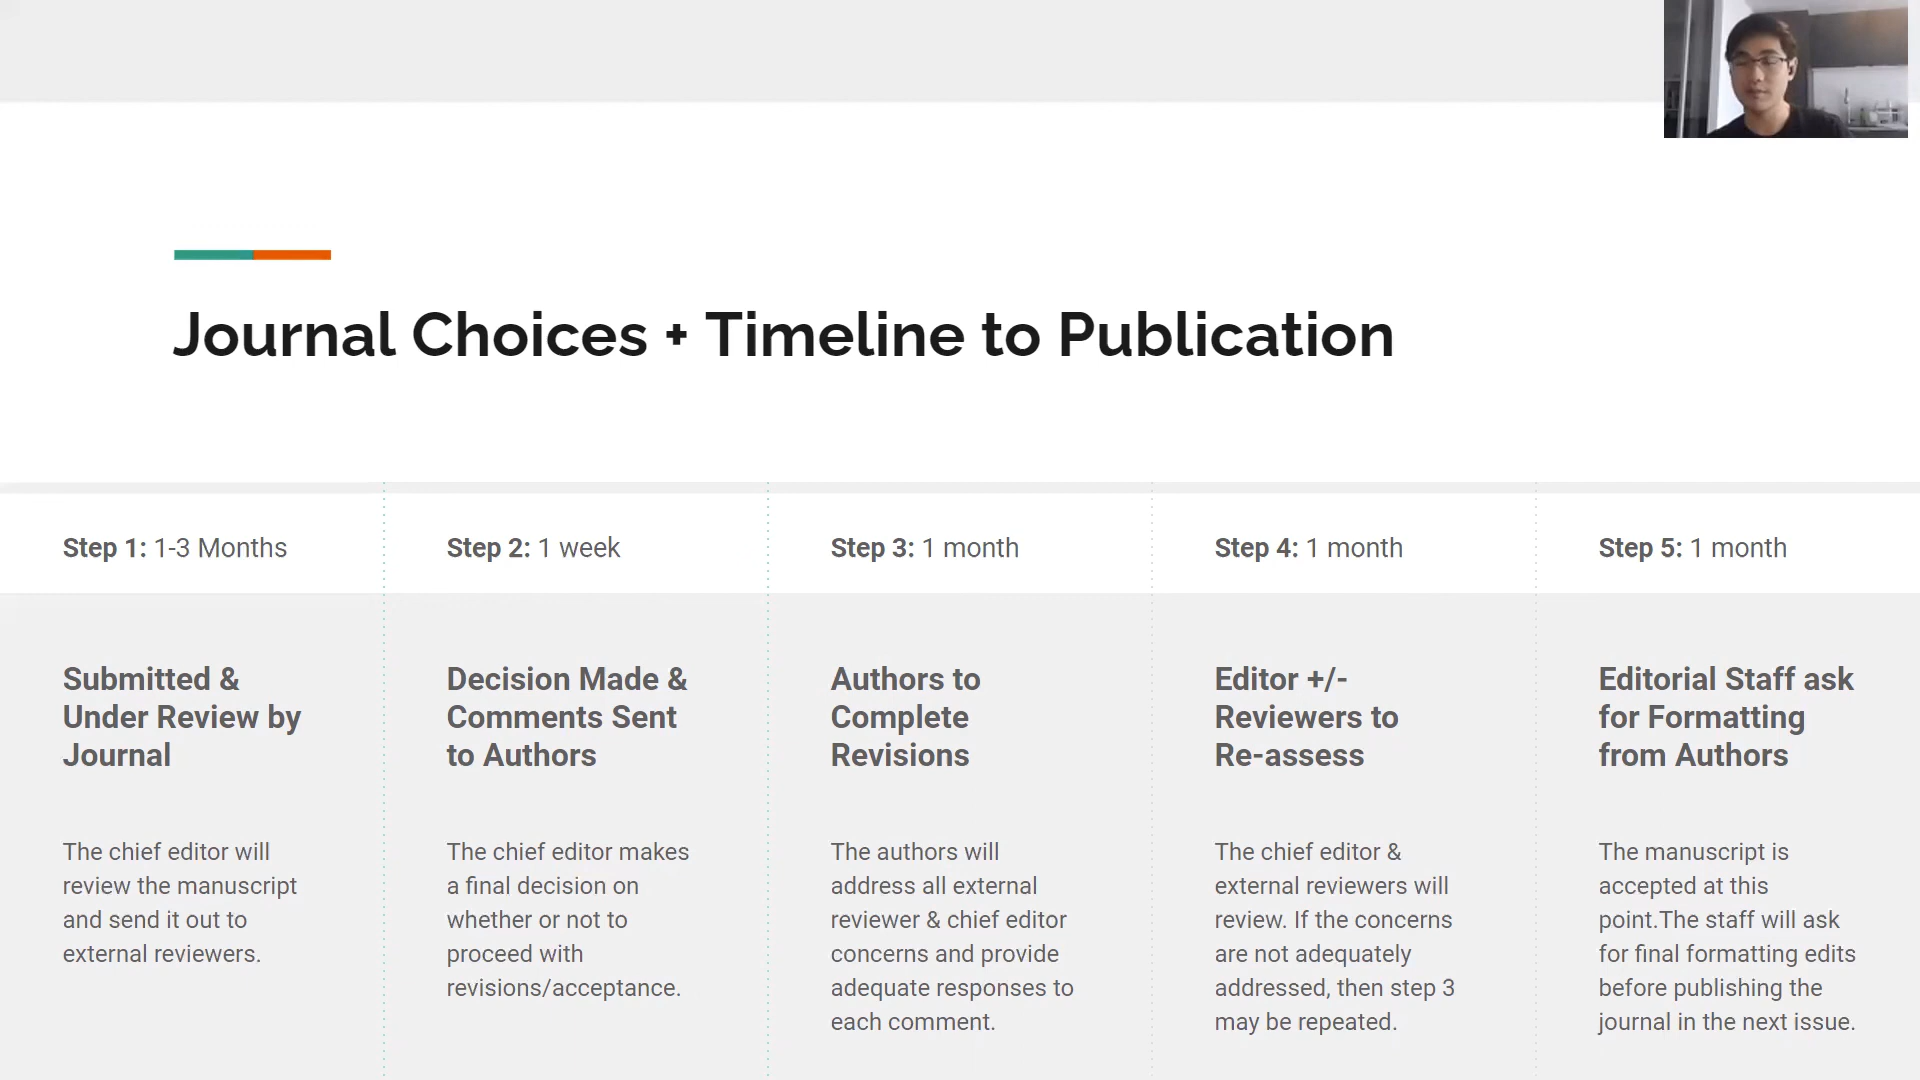 Journal Choices + Timeline to Publication
Step 1: 1-3 Months
Submitted &
Under Review by
Journal
The chief editor will
review the manuscript
and send it out to
external reviewers.
Step 2: 1 week
Decision Made &
Comments Sent
to Authors
The chief editor makes
a final decision on
whether or not to
proceed with
revisions/acceptance.
Step 3: 1 month
Authors to
Complete
Revisions
The authors will
address all external
reviewer & chief editor
concerns and provide
adequate responses to
each comment.
Step 4: 1 month
Editor +/-
Reviewers to
Re-assess
The chief editor &
external reviewers will
review. If the concerns
are not adequately
addressed, then step 3
may be repeated.
Step 5: 1 month
Editorial Staff ask
for Formatting
from Authors
The manuscript is
accepted at this
point.The staff will ask
for final formatting edits
before publishing the
journal in the next issue.